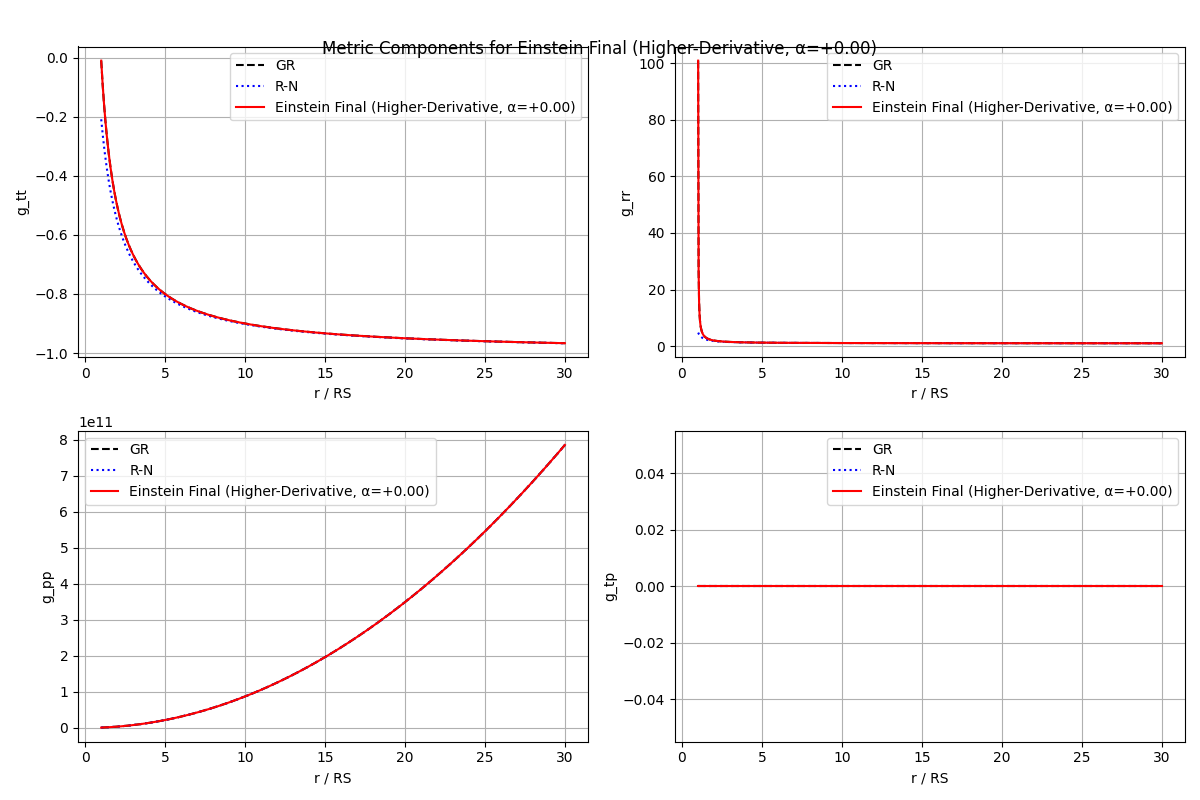 Metric Components for Einstein Final (Higher-Derivative, α=+0.00)
0.0
−0.2
−0.4
−0.6
−0.8
−1.0
g_tt
GR
R-N
Einstein Final (Higher-Derivative, α=+0.00)
0 5 10 15 20 25 30
r / RS
100
80
60
40
20
0
g_rr
GR
R-N
Einstein Final (Higher-Derivative, α=+0.00)
0 5 10 15 20 25 30
r / RS
1e11
8
7
6
5
4
3
2
1
0
g_pp
GR
R-N
Einstein Final (Higher-Derivative, α=+0.00)
0 5 10 15 20 25 30
r / RS
0.04
0.02
0.00
−0.02
−0.04
g_tp
GR
R-N
Einstein Final (Higher-Derivative, α=+0.00)
0 5 10 15 20 25 30
r / RS